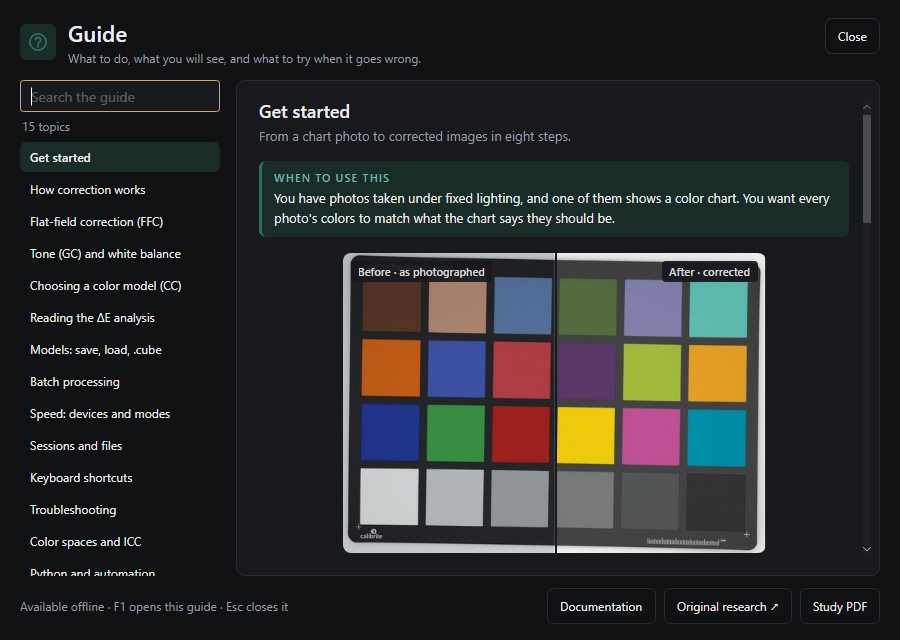 Guide
What to do, what you will see, and what to try when it goes wrong.
Close
Search the guide
15 topics
Get started
How correction works
Flat-field correction (FFC)
Tone (GC) and white balance
Choosing a color model (CC)
Reading the ΔE analysis
Models: save, load, .cube
Batch processing
Speed: devices and modes
Sessions and files
Keyboard shortcuts
Troubleshooting
Color spaces and ICC
Python and automation
Get started
From a chart photo to corrected images in eight steps.
WHEN TO USE THIS
You have photos taken under fixed lighting, and one of them shows a color chart. You want every
photo's colors to match what the chart says they should be.
Before · as photographed
After · corrected
calibrite
Available offline · F1 opens this guide · Esc closes it
Documentation
Original research ↗
Study PDF